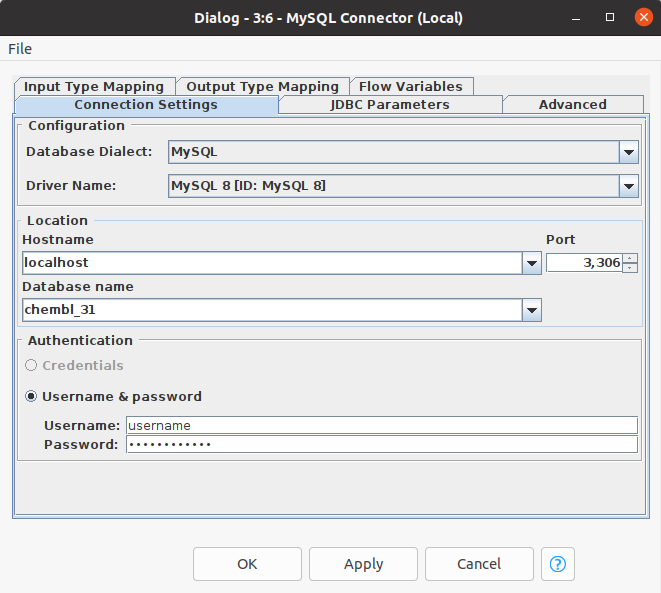 Dialog - 3:6 - MySQL Connector (Local)
File
Input Type Mapping Output Type Mapping Flow Variables
Connection Settings JDBC Parameters Advanced
Configuration
Database Dialect: MySQL
Driver Name: MySQL 8 [ID: MySQL 8]
Location
Hostname Port
localhost 3,306
Database name
chembl_31
Authentication
Credentials
Username & password
Username: username
Password: ••••••••••••
OK Apply Cancel ?